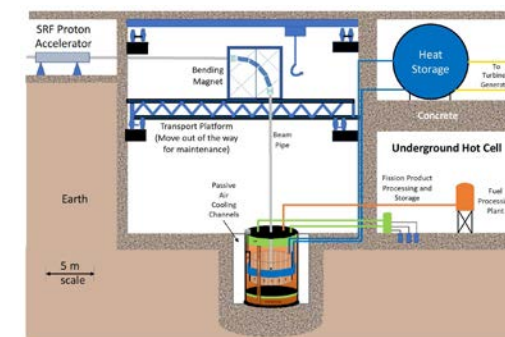 SRF Proton
Accelerator
Bending
Magnet
Heat
Storage
To
Turbine
Generat
Concrete
Transport Platform
(Move out of the way
for maintenance)
Beam
Pipe
Underground Hot Cell
Passive
Air
Cooling
Channels
Fission Product
Processing and
Storage
Fuel
Processi
Plant
Earth
5 m
scale